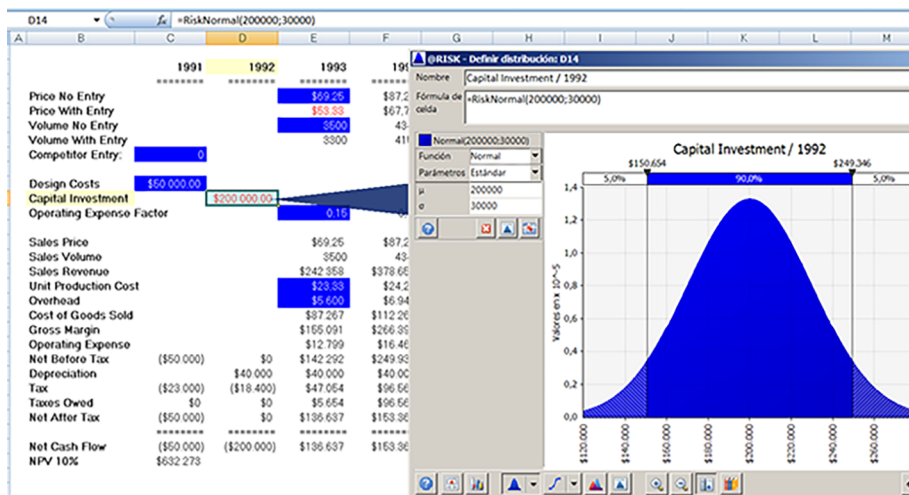 D14 fx =RiskNormal(200000;30000)
A B C D E F G H I J K L M
1991 1992 1993 199
======== ======== ======== ====
Price No Entry $69.25 $87,2
Price With Entry $53.33 $67,7
Volume No Entry 3500 43
Volume With Entry 3300 41
Competitor Entry: 0
Design Costs $50 000.00
Capital Investment $200 000.00
Operating Expense Factor 0.15
Sales Price $69.25 $87,2
Sales Volume 3500 43
Sales Revenue $242 358 $378 65
Unit Production Cost $23.33 $24,2
Overhead $5 600 $6 94
Cost of Goods Sold $87 267 $112 26
Gross Margin $155 091 $266 39
Operating Expense $12 799 $16 46
Net Before Tax ($50 000) $0 $142 292 $249 93
Depreciation $40 000 $40 000 $40 00
Tax ($23 000) ($18 400) $47 054 $96 56
Taxes Owed $0 $0 $5 654 $96 56
Net After Tax ($50 000) $0 $136 637 $153 36
======== ======== ======== ====
Net Cash Flow ($50 000) ($200 000) $136 637 $153 36
NPV 10% $632 273
@RISK - Definir distribución: D14
Nombre Capital Investment / 1992
Fórmula de celda =RiskNormal(200000;30000)
Normal(200000;30000)
Función Normal
Parámetros Estándar
μ 200000
σ 30000
Capital Investment / 1992
$150.654 $249.346
5,0% 90,0% 5,0%
Valores en x 10^-5
1,4
1,2
1,0
0,8
0,6
0,4
0,2
0,0
$120.000 $140.000 $160.000 $180.000 $200.000 $220.000 $240.000 $260.000